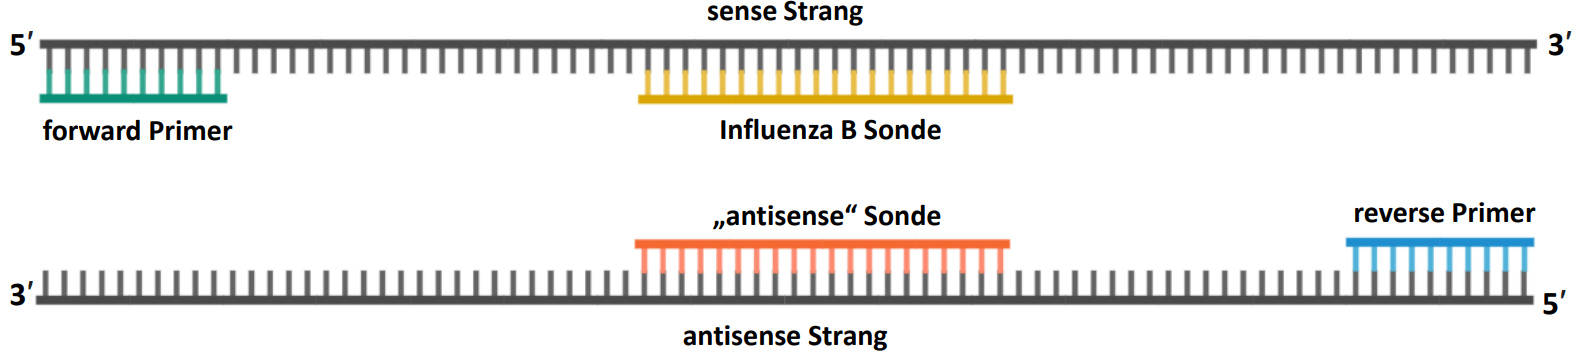 sense Strang
5′ 3′
forward Primer
Influenza B Sonde
„antisense“ Sonde
reverse Primer
3′ 5′
antisense Strang